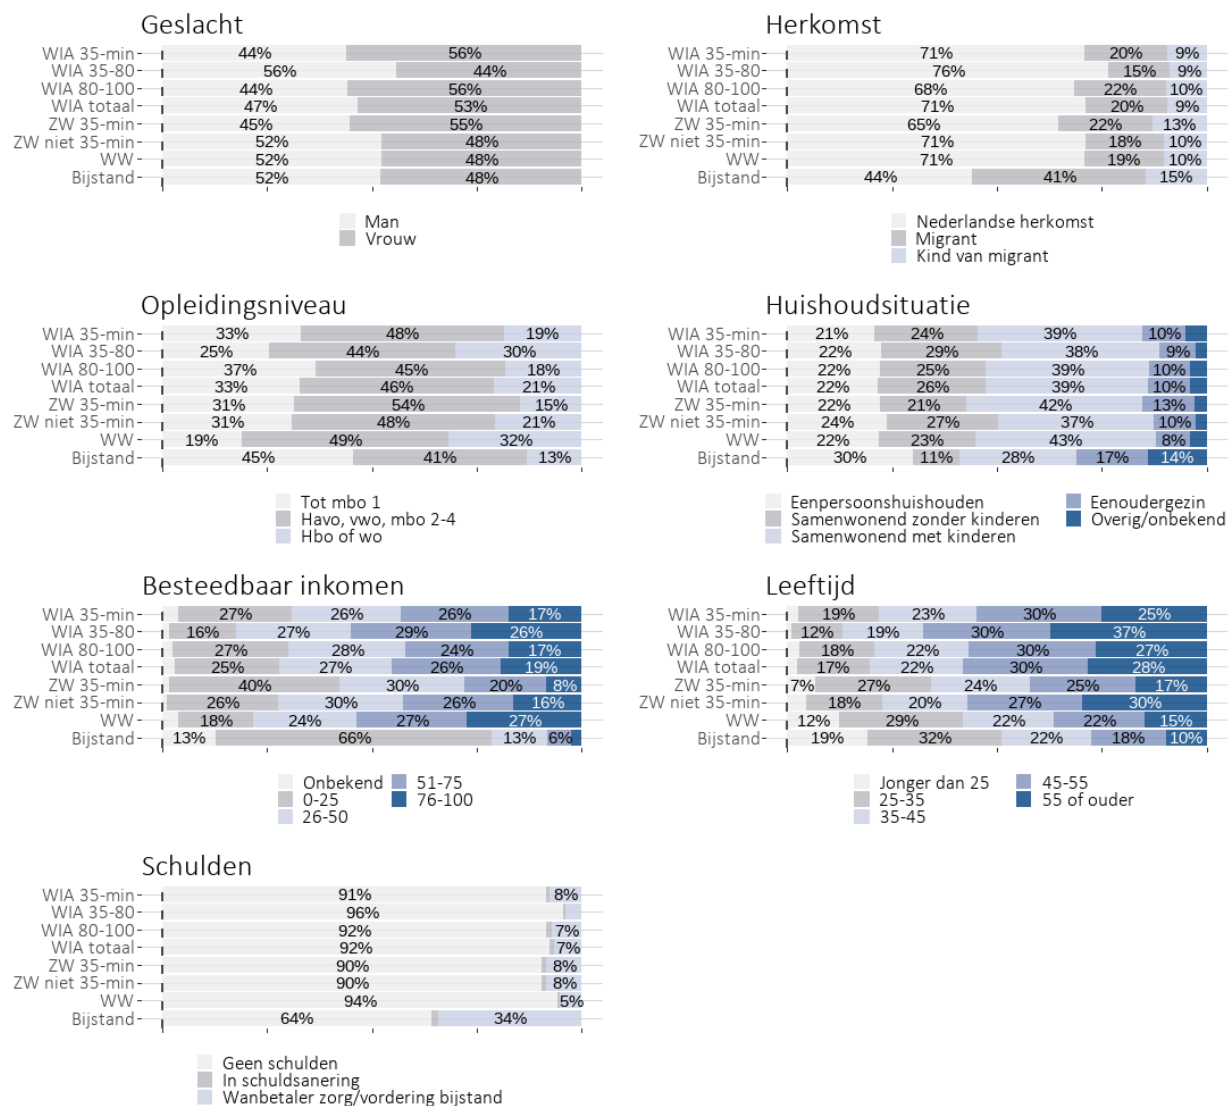 Geslacht
WIA 35-min 44% 56%
WIA 35-80 56% 44%
WIA 80-100 44% 56%
WIA totaal 47% 53%
ZW 35-min 45% 55%
ZW niet 35-min 52% 48%
WW 52% 48%
Bijstand 52% 48%
Man
Vrouw
Herkomst
WIA 35-min 71% 20% 9%
WIA 35-80 76% 15% 9%
WIA 80-100 68% 22% 10%
WIA totaal 71% 20% 9%
ZW 35-min 65% 22% 13%
ZW niet 35-min 71% 18% 10%
WW 71% 19% 10%
Bijstand 44% 41% 15%
Nederlandse herkomst
Migrant
Kind van migrant
Opleidingsniveau
WIA 35-min 33% 48% 19%
WIA 35-80 25% 44% 30%
WIA 80-100 37% 45% 18%
WIA totaal 33% 46% 21%
ZW 35-min 31% 54% 15%
ZW niet 35-min 31% 48% 21%
WW 19% 49% 32%
Bijstand 45% 41% 13%
Tot mbo 1
Havo, vwo, mbo 2-4
Hbo of wo
Huishoudsituatie
WIA 35-min 21% 24% 39% 10%
WIA 35-80 22% 29% 38% 9%
WIA 80-100 22% 25% 39% 10%
WIA totaal 22% 26% 39% 10%
ZW 35-min 22% 21% 42% 13%
ZW niet 35-min 24% 27% 37% 10%
WW 22% 23% 43% 8%
Bijstand 30% 11% 28% 17% 14%
Eenpersoonshuishouden Eenoudergezin
Samenwonend zonder kinderen Overig/onbekend
Samenwonend met kinderen
Besteedbaar inkomen
WIA 35-min 27% 26% 26% 17%
WIA 35-80 16% 27% 29% 26%
WIA 80-100 27% 28% 24% 17%
WIA totaal 25% 27% 26% 19%
ZW 35-min 40% 30% 20% 8%
ZW niet 35-min 26% 30% 26% 16%
WW 18% 24% 27% 27%
Bijstand 13% 66% 13% 6%
Onbekend 51-75
0-25 76-100
26-50
Leeftijd
WIA 35-min 19% 23% 30% 25%
WIA 35-80 12% 19% 30% 37%
WIA 80-100 18% 22% 30% 27%
WIA totaal 17% 22% 30% 28%
ZW 35-min 7% 27% 24% 25% 17%
ZW niet 35-min 18% 20% 27% 30%
WW 12% 29% 22% 22% 15%
Bijstand 19% 32% 22% 18% 10%
Jonger dan 25 45-55
25-35 55 of ouder
35-45
Schulden
WIA 35-min 91% 8%
WIA 35-80 96%
WIA 80-100 92% 7%
WIA totaal 92% 7%
ZW 35-min 90% 8%
ZW niet 35-min 90% 8%
WW 94% 5%
Bijstand 64% 34%
Geen schulden
In schuldsanering
Wanbetaler zorg/vordering bijstand